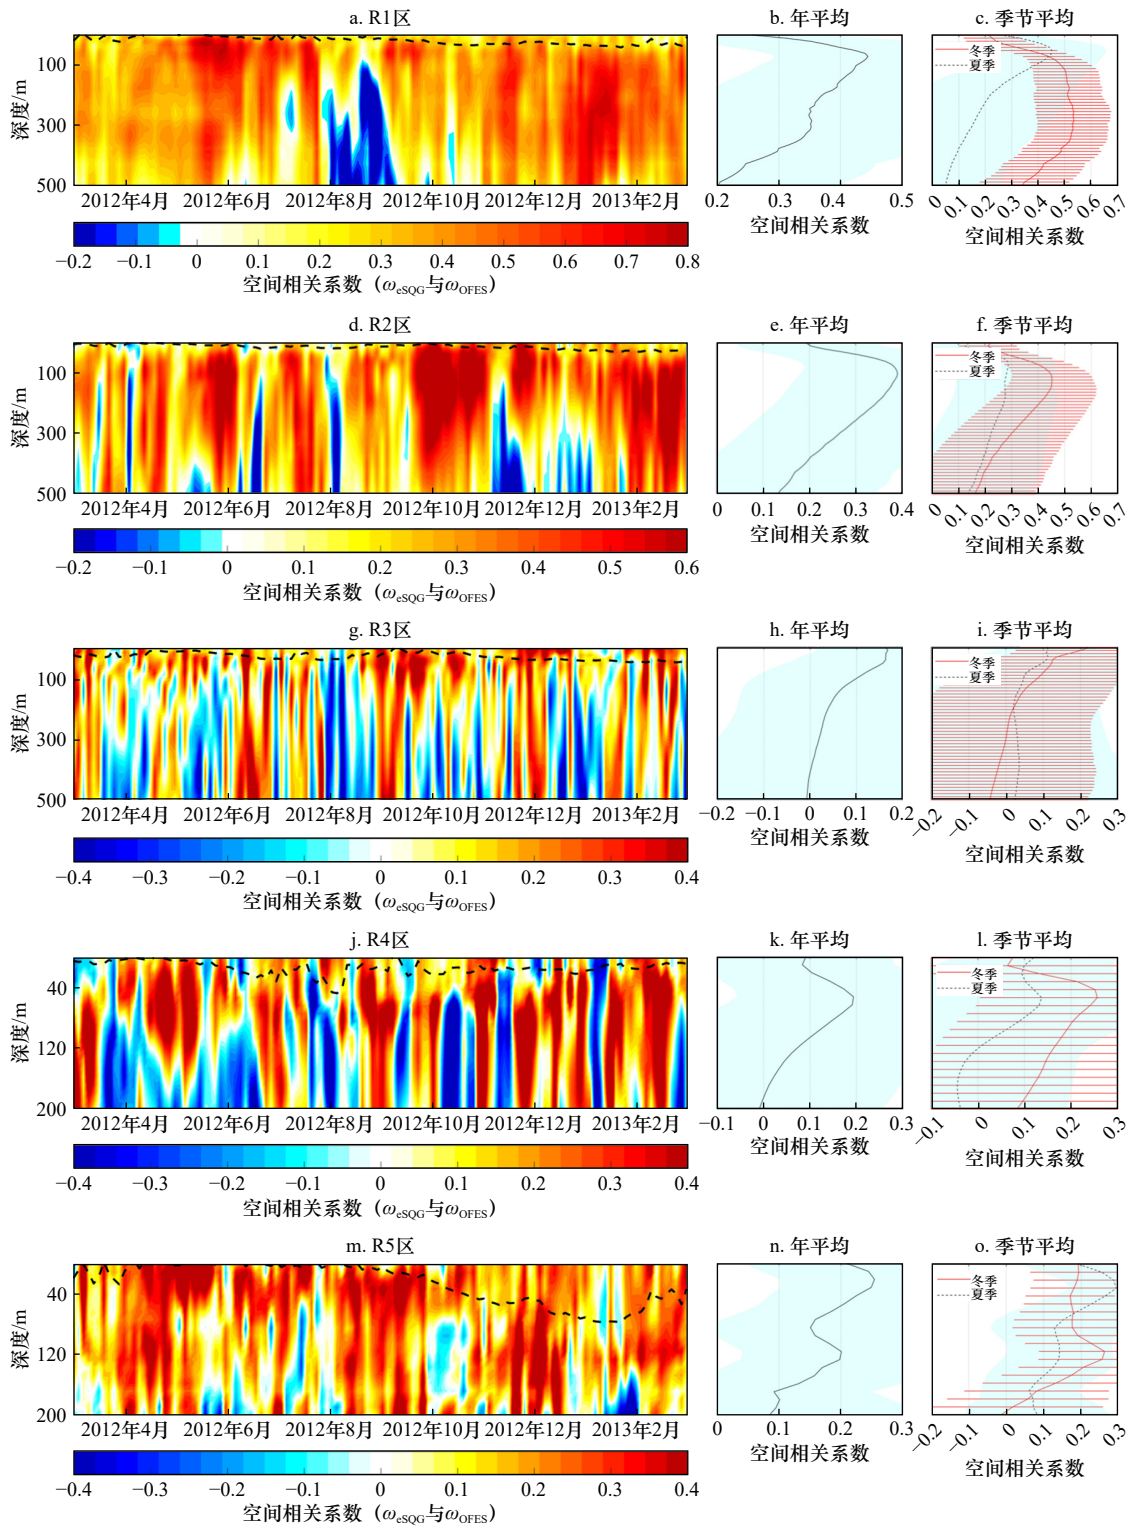 a. R1区
b. 年平均
c. 季节平均
深度/m
100
300
500
2012年4月 2012年6月 2012年8月 2012年10月 2012年12月 2013年2月
−0.2 −0.1 0 0.1 0.2 0.3 0.4 0.5 0.6 0.7 0.8
空间相关系数（ωeSQG与ωOFES）
0.2 0.3 0.4 0.5
空间相关系数
冬季
夏季
0 0.1 0.2 0.3 0.4 0.5 0.6 0.7
空间相关系数
d. R2区
e. 年平均
f. 季节平均
深度/m
100
300
500
2012年4月 2012年6月 2012年8月 2012年10月 2012年12月 2013年2月
−0.2 −0.1 0 0.1 0.2 0.3 0.4 0.5 0.6
空间相关系数（ωeSQG与ωOFES）
0 0.1 0.2 0.3 0.4
空间相关系数
冬季
夏季
0 0.1 0.2 0.3 0.4 0.5 0.6 0.7
空间相关系数
g. R3区
h. 年平均
i. 季节平均
深度/m
100
300
500
2012年4月 2012年6月 2012年8月 2012年10月 2012年12月 2013年2月
−0.4 −0.3 −0.2 −0.1 0 0.1 0.2 0.3 0.4
空间相关系数（ωeSQG与ωOFES）
−0.2 −0.1 0 0.1 0.2
空间相关系数
冬季
夏季
−0.2 −0.1 0 0.1 0.2 0.3
空间相关系数
j. R4区
k. 年平均
l. 季节平均
深度/m
40
120
200
2012年4月 2012年6月 2012年8月 2012年10月 2012年12月 2013年2月
−0.4 −0.3 −0.2 −0.1 0 0.1 0.2 0.3 0.4
空间相关系数（ωeSQG与ωOFES）
−0.1 0 0.1 0.2 0.3
空间相关系数
冬季
夏季
−0.1 0 0.1 0.2 0.3
空间相关系数
m. R5区
n. 年平均
o. 季节平均
深度/m
40
120
200
2012年4月 2012年6月 2012年8月 2012年10月 2012年12月 2013年2月
−0.4 −0.3 −0.2 −0.1 0 0.1 0.2 0.3 0.4
空间相关系数（ωeSQG与ωOFES）
0 0.1 0.2 0.3
空间相关系数
冬季
夏季
−0.2 −0.1 0 0.1 0.2 0.3
空间相关系数